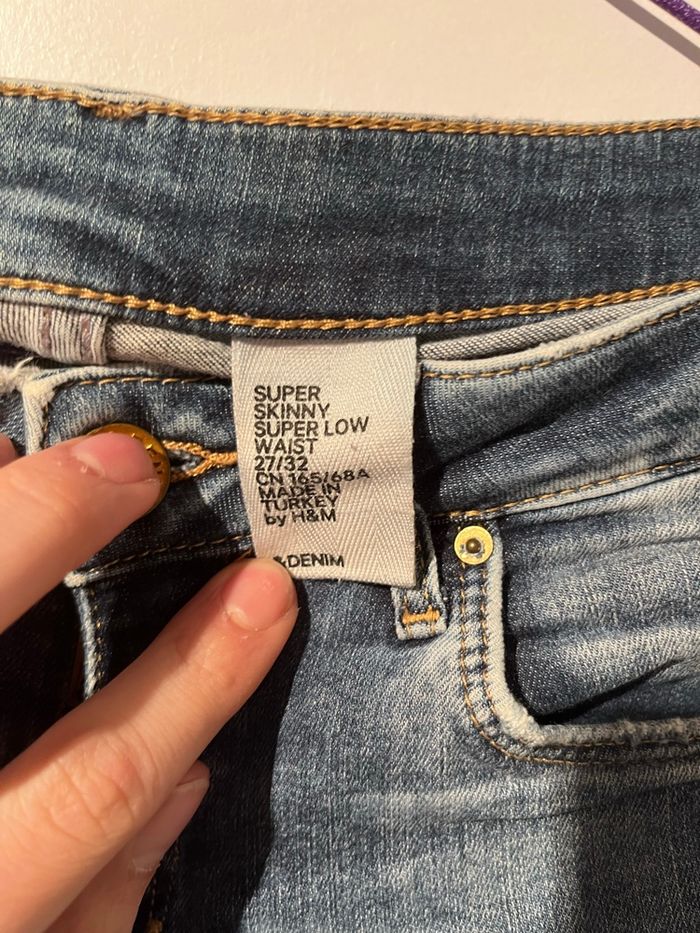 SUPER
SKINNY
SUPER LOW
WAIST
27/32
CN 165/68A
MADE IN
TURKEY
by H&M
&DENIM